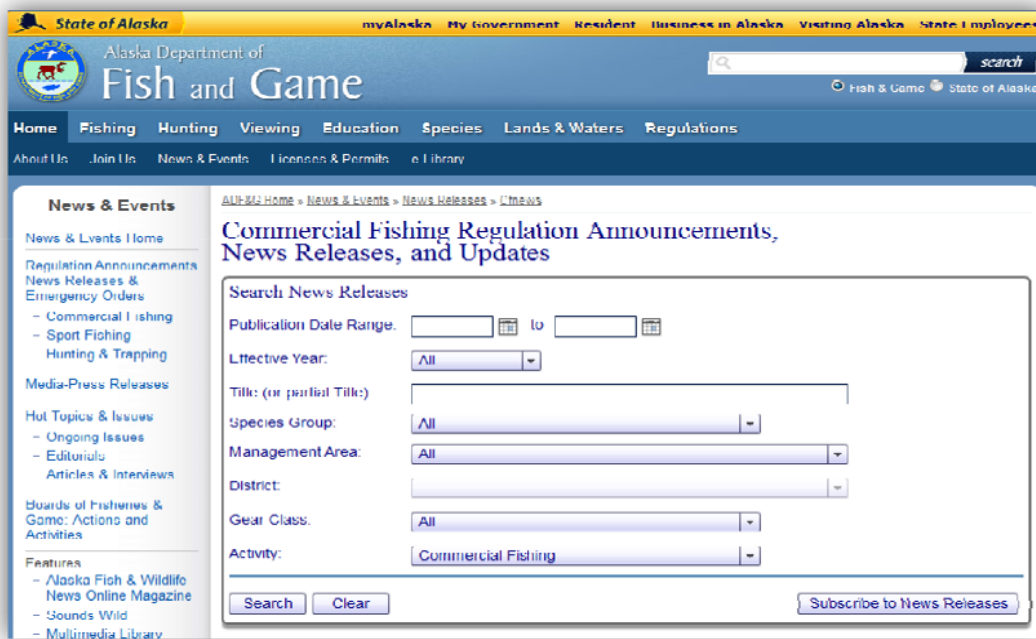 State of Alaska
myAlaska My Government Resident Business in Alaska Visiting Alaska State Employees
Alaska Department of
Fish and Game
search
Fish & Game State of Alaska
Home Fishing Hunting Viewing Education Species Lands & Waters Regulations
About Us Join Us News & Events Licenses & Permits e Library
News & Events
News & Events Home
Regulation Announcements
News Releases &
Emergency Orders
- Commercial Fishing
- Sport Fishing
Hunting & Trapping
Media-Press Releases
Hot Topics & Issues
- Ongoing Issues
- Editorials
Articles & Interviews
Boards of Fisheries &
Game: Actions and
Activities
Features
- Alaska Fish & Wildlife
News Online Magazine
- Sounds Wild
- Multimedia Library
ADF&G Home » News & Events » News Releases » Cfnews
Commercial Fishing Regulation Announcements,
News Releases, and Updates
Search News Releases
Publication Date Range: to
Effective Year: All
Title (or partial Title)
Species Group: All
Management Area: All
District:
Gear Class: All
Activity: Commercial Fishing
Search Clear Subscribe to News Releases